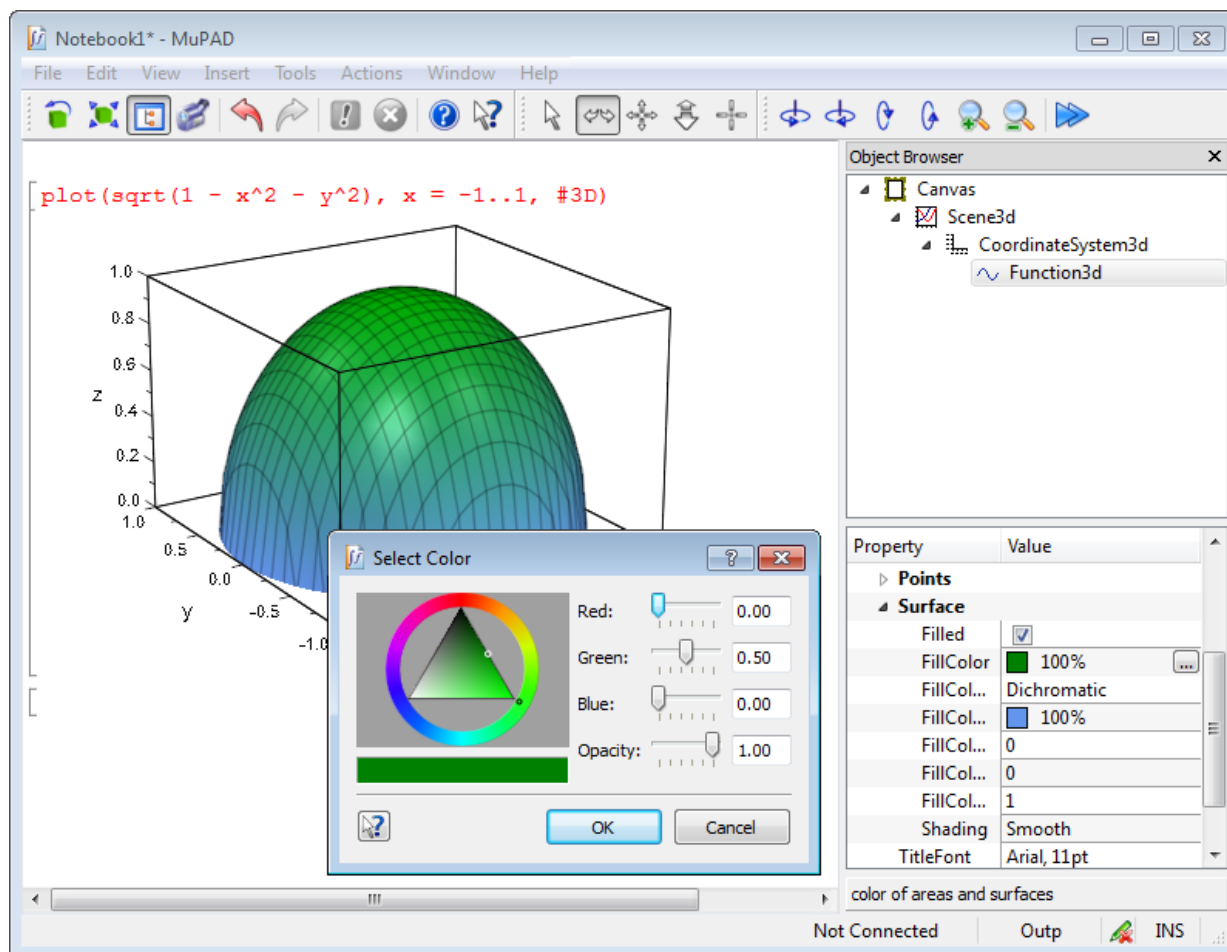 Notebook1* - MuPAD
File Edit View Insert Tools Actions Window Help
plot(sqrt(1 - x^2 - y^2), x = -1..1, #3D)
1.0
0.8
0.6
z
0.4
0.2
0.0
1.0
0.5
0.0
y
-0.5
-1.0
Object Browser
Canvas
Scene3d
CoordinateSystem3d
Function3d
Property Value
Points
Surface
Filled
FillColor 100% ...
FillCol... Dichromatic
FillCol... 100%
FillCol... 0
FillCol... 0
FillCol... 1
Shading Smooth
TitleFont Arial, 11pt
color of areas and surfaces
Select Color
Red: 0.00
Green: 0.50
Blue: 0.00
Opacity: 1.00
OK Cancel
Not Connected Outp INS